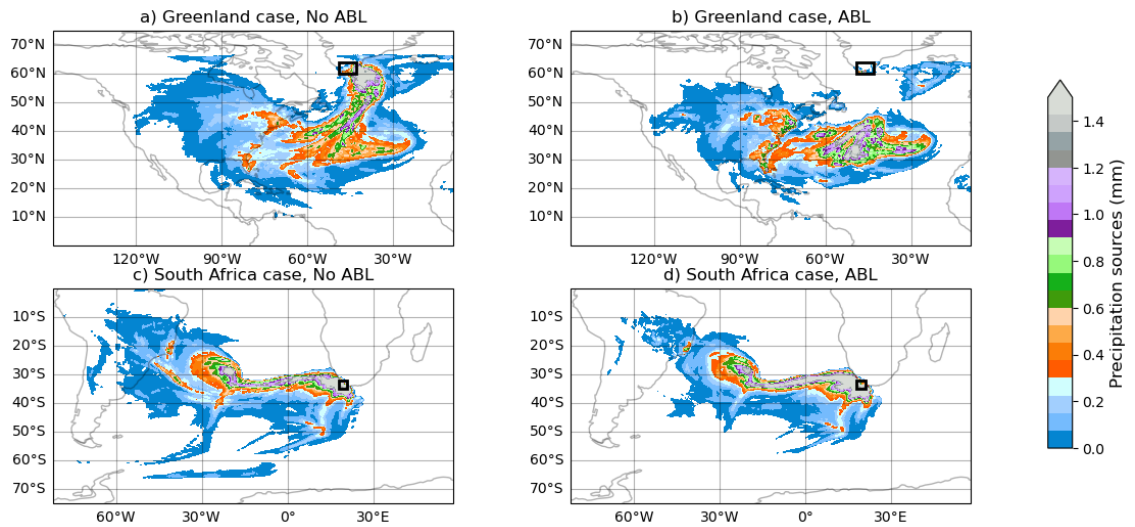 a) Greenland case, No ABL
b) Greenland case, ABL
70°N
60°N
50°N
40°N
30°N
20°N
10°N
120°W 90°W 60°W 30°W
70°N
60°N
50°N
40°N
30°N
20°N
10°N
120°W 90°W 60°W 30°W
c) South Africa case, No ABL
d) South Africa case, ABL
10°S
20°S
30°S
40°S
50°S
60°S
70°S
60°W 30°W 0° 30°E
10°S
20°S
30°S
40°S
50°S
60°S
70°S
60°W 30°W 0° 30°E
1.4
1.2
1.0
0.8
0.6
0.4
0.2
0.0
Precipitation sources (mm)